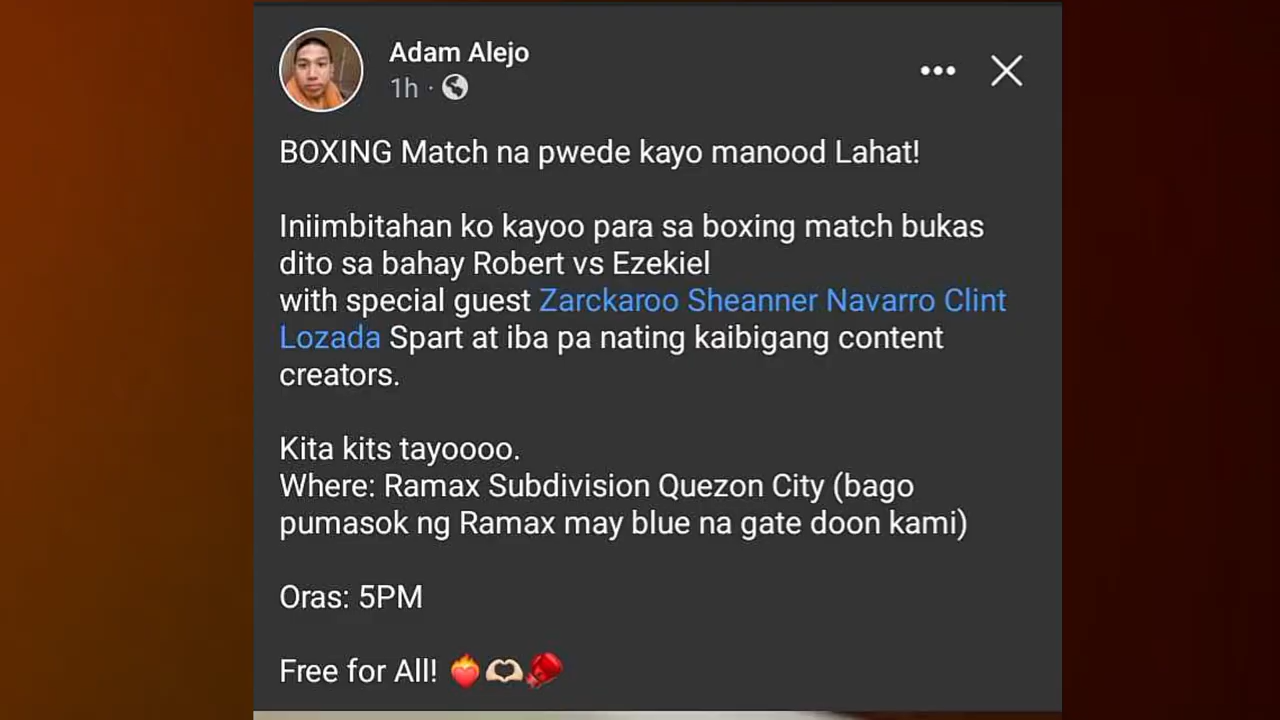 Adam Alejo
1h ·
BOXING Match na pwede kayo manood Lahat!
Iniimbitahan ko kayoo para sa boxing match bukas
dito sa bahay Robert vs Ezekiel
with special guest Zarckaroo Sheanner Navarro Clint
Lozada Spart at iba pa nating kaibigang content
creators.
Kita kits tayoooo.
Where: Ramax Subdivision Quezon City (bago
pumasok ng Ramax may blue na gate doon kami)
Oras: 5PM
Free for All! ❤️‍🔥🫶🏻🥊